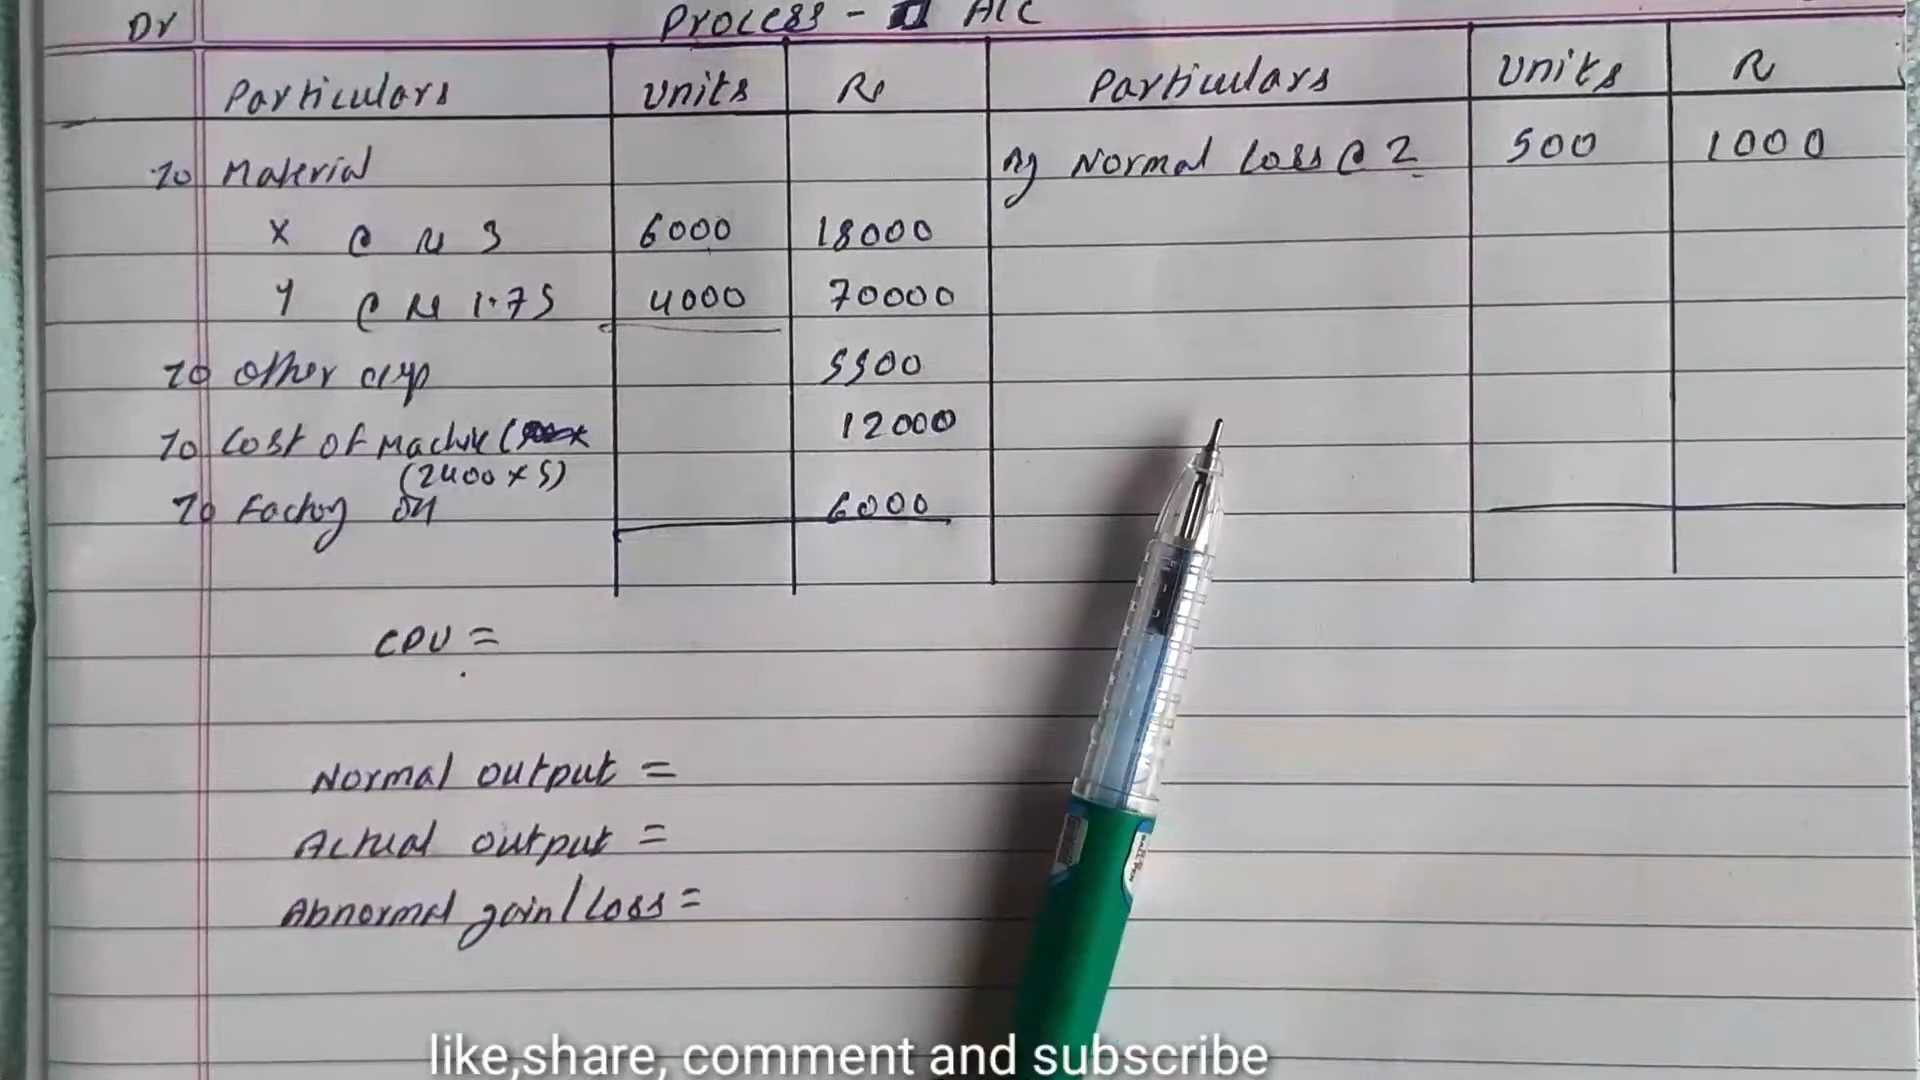 Dr Process - A/C
Particulars Units Rs Particulars Units R
To Material By Normal Loss @ 2 500 1000
X @ Rs 3 6000 18000
Y @ Rs 1.75 4000 70000
To other exp 5500
To Cost of Machine ( 12000
(2400 x 5)
To Factory OH 6000
CPU =
Normal output =
Actual output =
Abnormal gain/Loss =
like,share, comment and subscribe